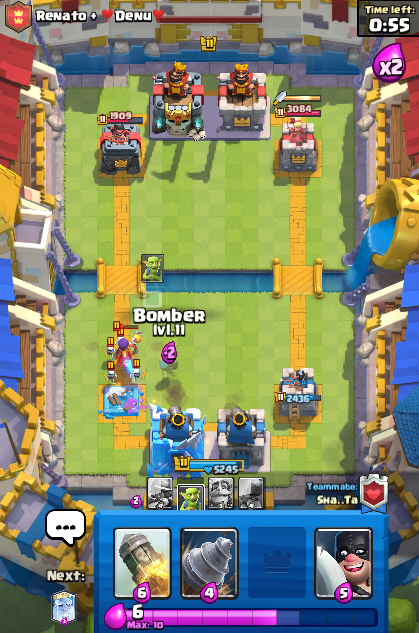 Renato + ❤Denu❤
Time left:
0:55
x2
1909
3084
Bomber
lvl.11
2
2436
5245
Teammate:
Sha..Ta
2
Next:
6
4
5
6
Max: 10